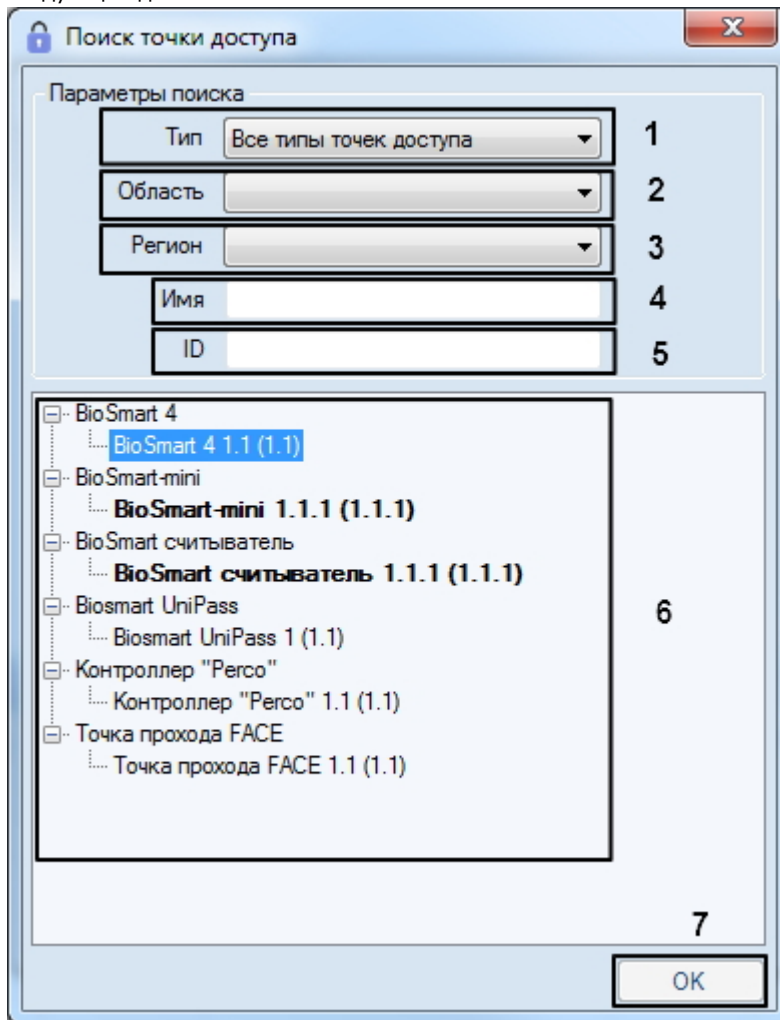 Поиск точки доступа
Параметры поиска
Тип Все типы точек доступа 1
Область 2
Регион 3
Имя 4
ID 5
BioSmart 4
BioSmart 4 1.1 (1.1)
BioSmart-mini
BioSmart-mini 1.1.1 (1.1.1)
BioSmart считыватель
BioSmart считыватель 1.1.1 (1.1.1)
Biosmart UniPass 6
Biosmart UniPass 1 (1.1)
Контроллер "Perco"
Контроллер "Perco" 1.1 (1.1)
Точка прохода FACE
Точка прохода FACE 1.1 (1.1)
7
OK